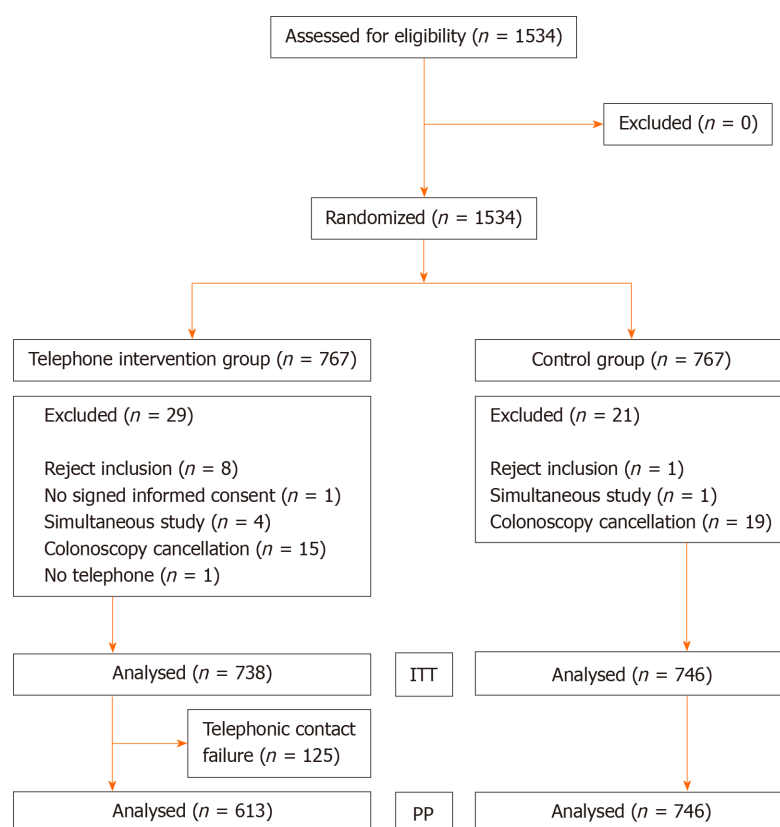 Assessed for eligibility (n = 1534)
Excluded (n = 0)
Randomized (n = 1534)
Telephone intervention group (n = 767)
Control group (n = 767)
Excluded (n = 29)
Reject inclusion (n = 8)
No signed informed consent (n = 1)
Simultaneous study (n = 4)
Colonoscopy cancellation (n = 15)
No telephone (n = 1)
Excluded (n = 21)
Reject inclusion (n = 1)
Simultaneous study (n = 1)
Colonoscopy cancellation (n = 19)
Analysed (n = 738)
ITT
Analysed (n = 746)
Telephonic contact
failure (n = 125)
Analysed (n = 613)
PP
Analysed (n = 746)